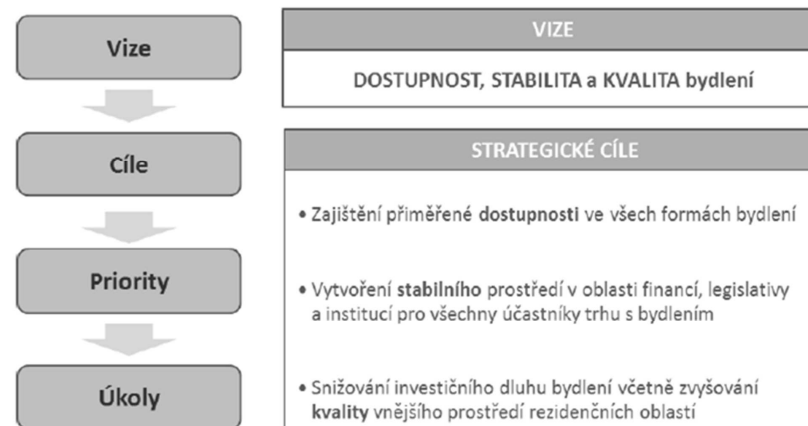 Vize
Cíle
Priority
Úkoly
VIZE
DOSTUPNOST, STABILITA a KVALITA bydlení
STRATEGICKÉ CÍLE
• Zajištění přiměřené dostupnosti ve všech formách bydlení
• Vytvoření stabilního prostředí v oblasti financí, legislativy
a institucí pro všechny účastníky trhu s bydlením
• Snižování investičního dluhu bydlení včetně zvyšování
kvality vnějšího prostředí rezidenčních oblastí